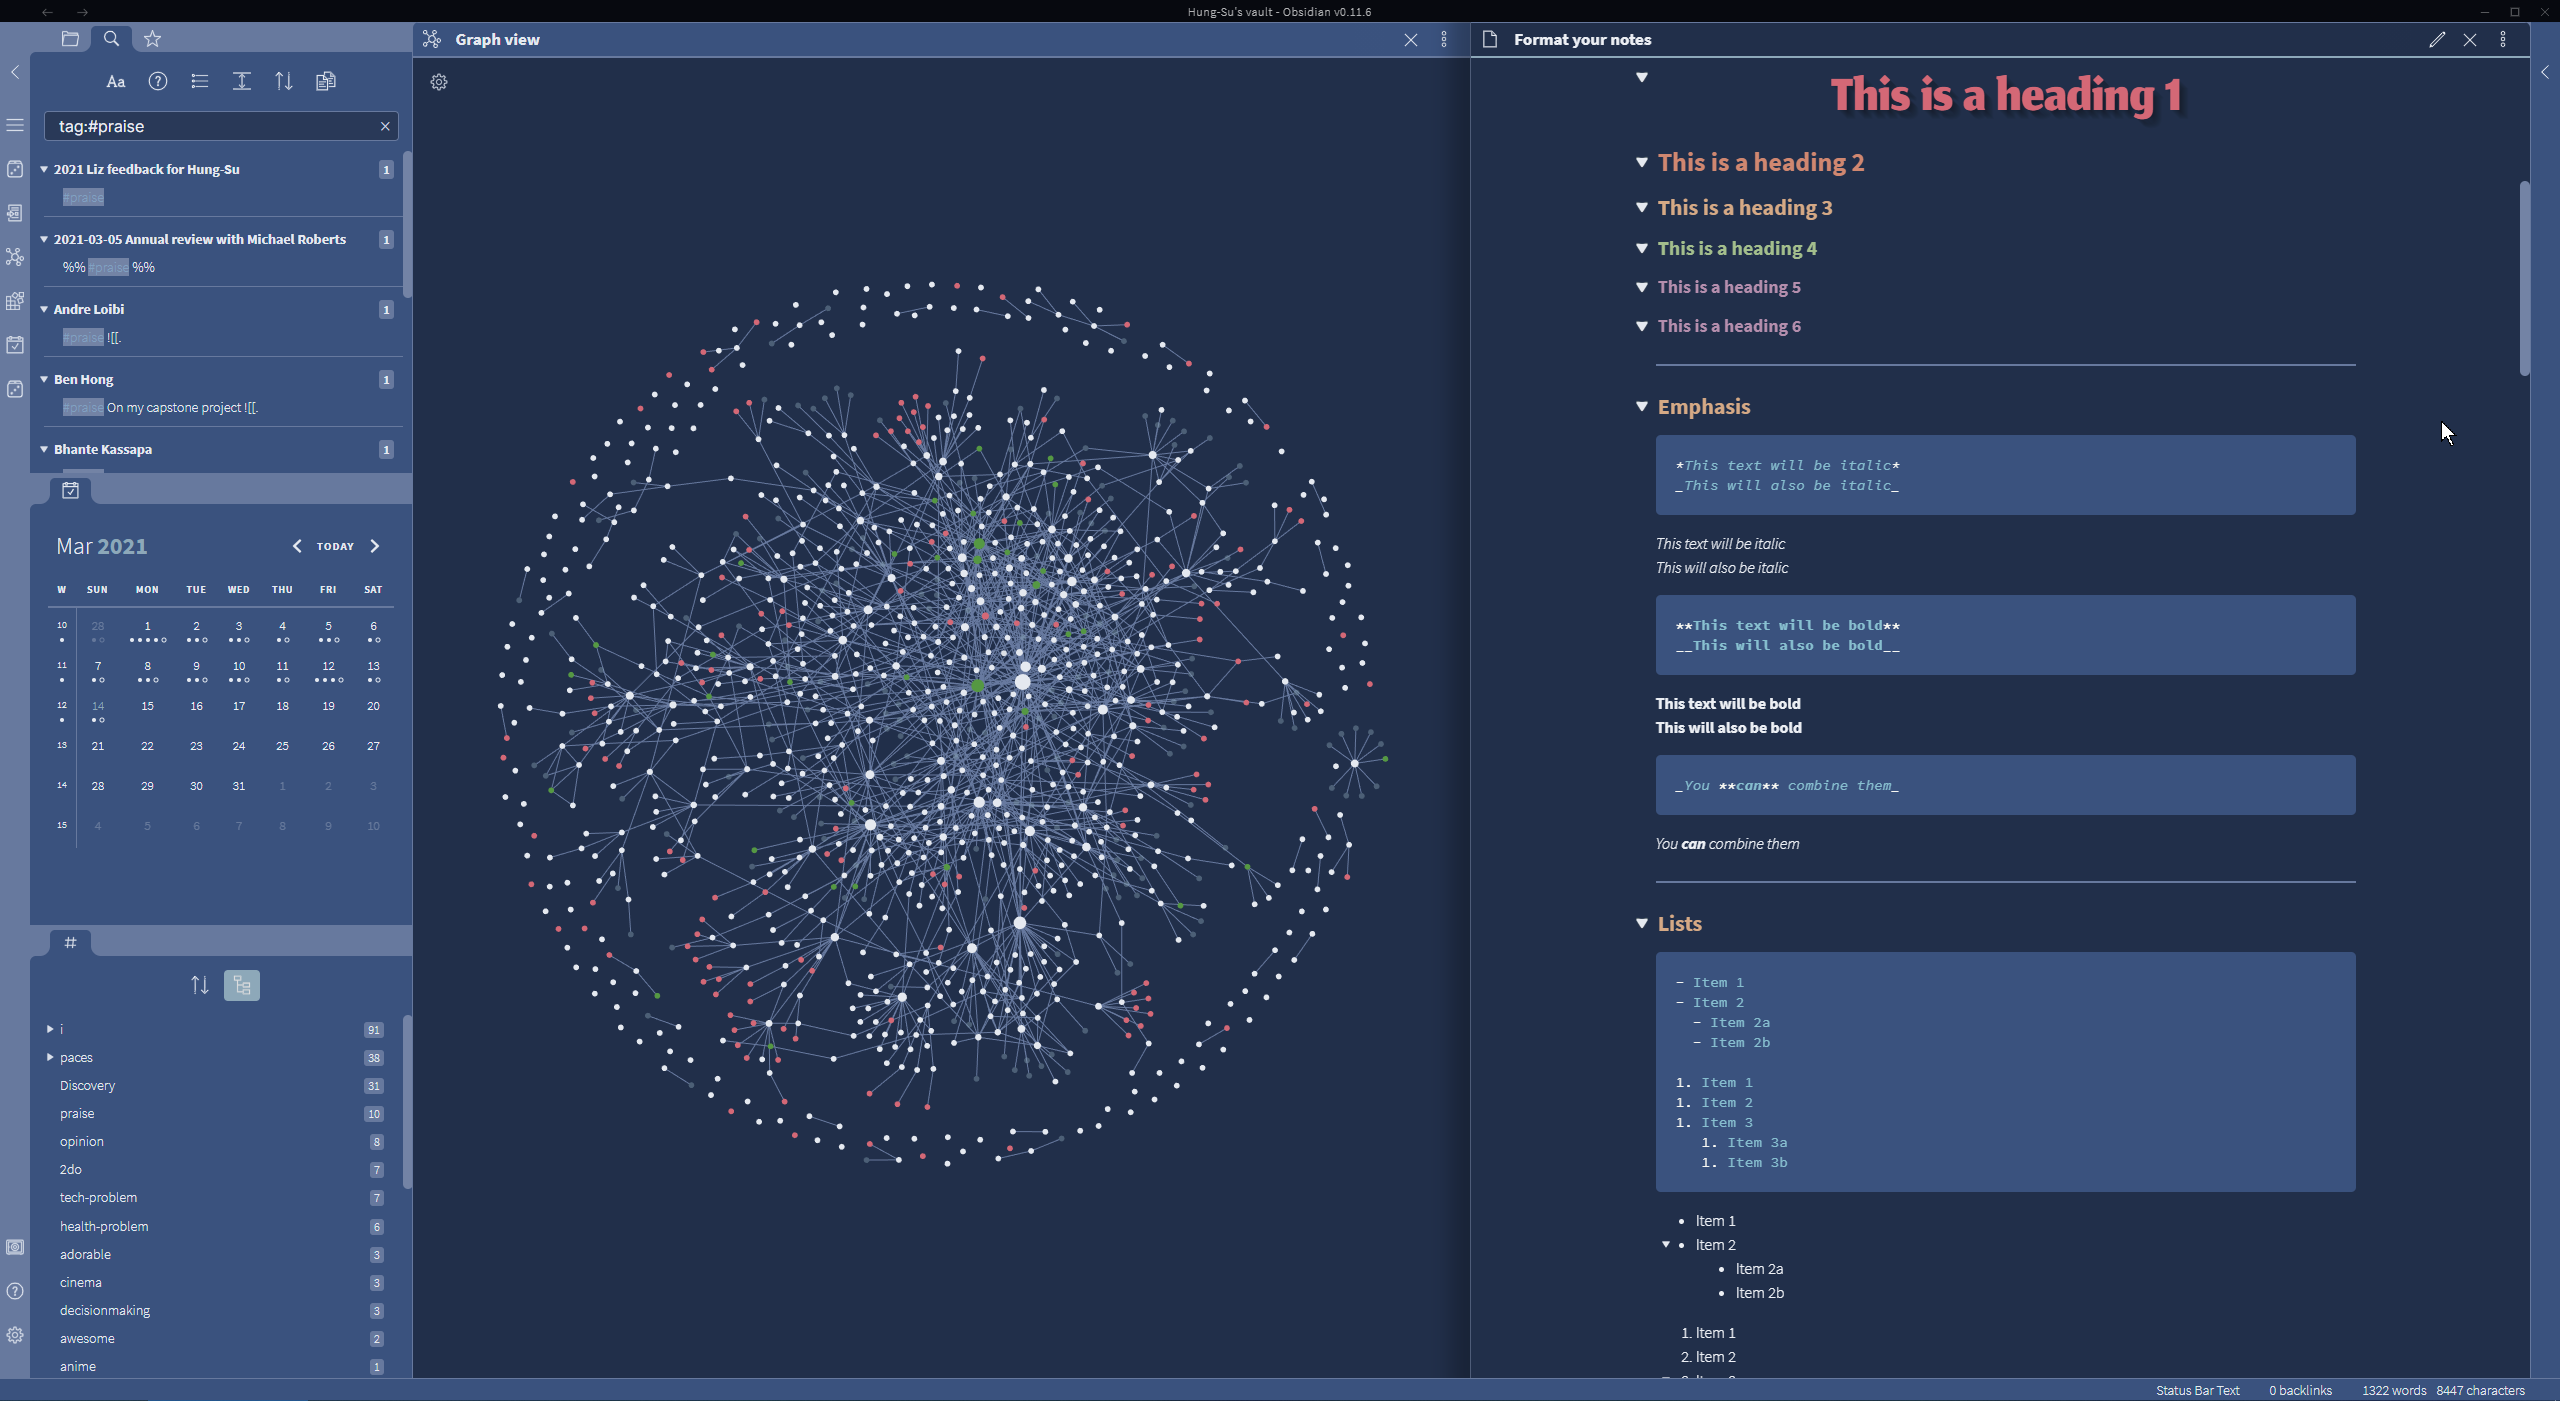 Hung-Su's vault - Obsidian v0.11.6
Aa
tag:#praise
2021 Liz feedback for Hung-Su 1
#praise
2021-03-05 Annual review with Michael Roberts 1
%% #praise %%
Andre Loibi 1
#praise ![[.
Ben Hong 1
#praise On my capstone project ![[.
Bhante Kassapa 1
Mar 2021
TODAY
W SUN MON TUE WED THU FRI SAT
10 28 1 2 3 4 5 6
11 7 8 9 10 11 12 13
12 14 15 16 17 18 19 20
13 21 22 23 24 25 26 27
14 28 29 30 31 1 2 3
15 4 5 6 7 8 9 10
#
i 91
paces 38
Discovery 31
praise 10
opinion 8
2do 7
tech-problem 7
health-problem 6
adorable 3
cinema 3
decisionmaking 3
awesome 2
anime 1
Graph view
Format your notes
This is a heading 1
This is a heading 2
This is a heading 3
This is a heading 4
This is a heading 5
This is a heading 6
Emphasis
*This text will be italic*
_This will also be italic_
This text will be italic
This will also be italic
**This text will be bold**
__This will also be bold__
This text will be bold
This will also be bold
_You **can** combine them_
You can combine them
Lists
- Item 1
- Item 2
- Item 2a
- Item 2b
1. Item 1
1. Item 2
1. Item 3
1. Item 3a
1. Item 3b
• Item 1
• Item 2
• Item 2a
• Item 2b
1. Item 1
2. Item 2
Status Bar Text 0 backlinks 1322 words 8447 characters